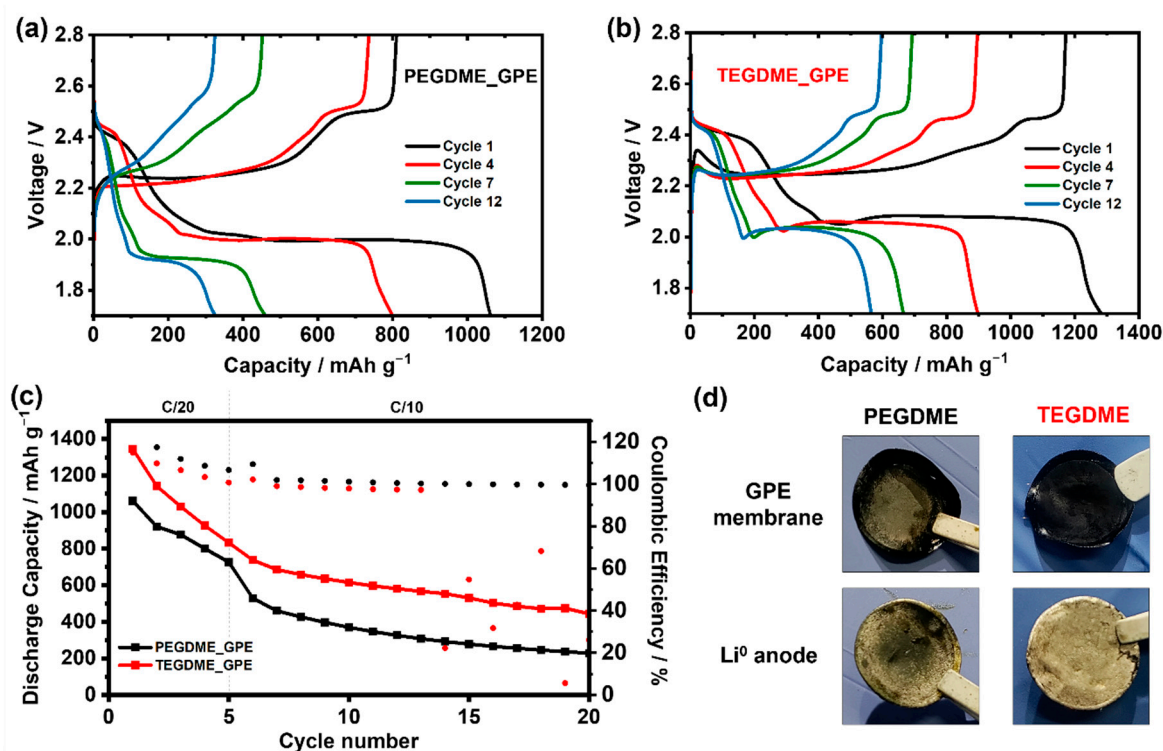 (a)
PEGDME_GPE
Cycle 1
Cycle 4
Cycle 7
Cycle 12
2.8
2.6
2.4
2.2
2.0
1.8
Voltage / V
0 200 400 600 800 1000 1200
Capacity / mAh g⁻¹
(b)
TEGDME_GPE
Cycle 1
Cycle 4
Cycle 7
Cycle 12
2.8
2.6
2.4
2.2
2.0
1.8
Voltage / V
0 200 400 600 800 1000 1200 1400
Capacity / mAh g⁻¹
(c)
C/20 C/10
1400
1200
1000
800
600
400
200
0
Discharge Capacity / mAh g⁻¹
120
100
80
60
40
20
0
Coulombic Efficiency / %
PEGDME_GPE
TEGDME_GPE
0 5 10 15 20
Cycle number
(d)
PEGDME TEGDME
GPE
membrane
Li⁰ anode